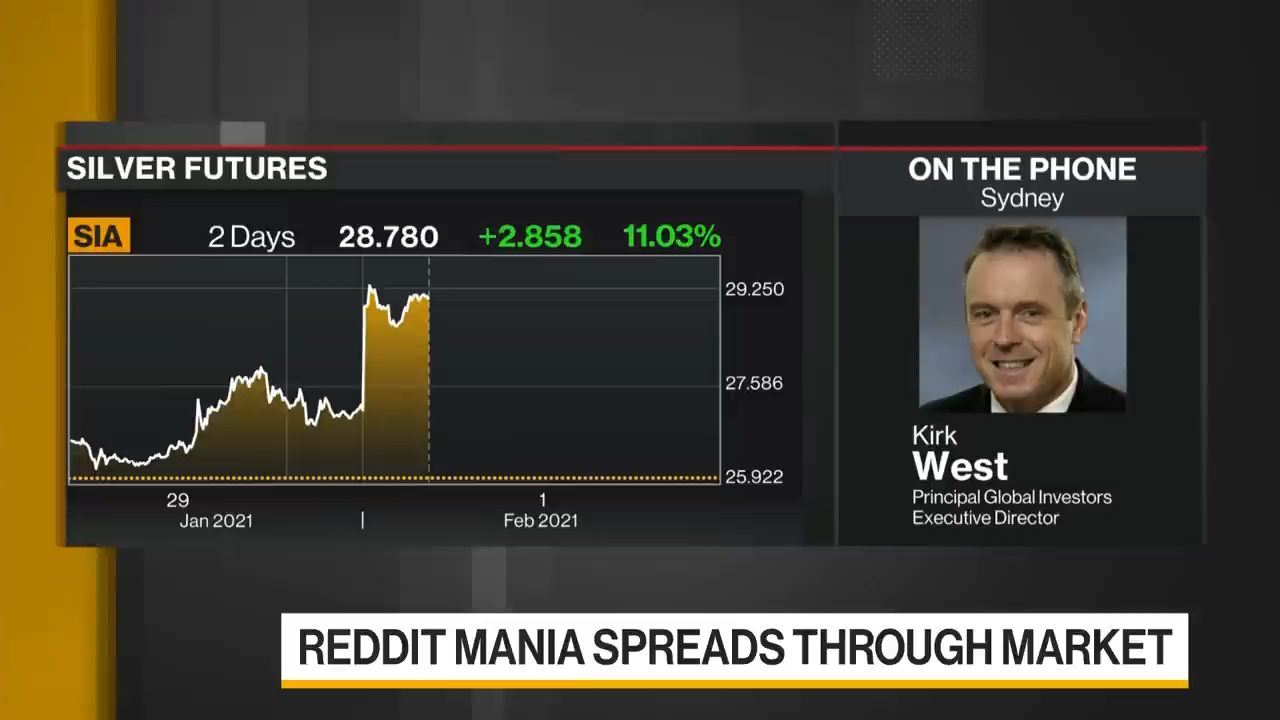 SILVER FUTURES
SIA 2 Days 28.780 +2.858 11.03%
29.250
27.586
25.922
29 1
Jan 2021 | Feb 2021
ON THE PHONE
Sydney
Kirk
West
Principal Global Investors
Executive Director
REDDIT MANIA SPREADS THROUGH MARKET